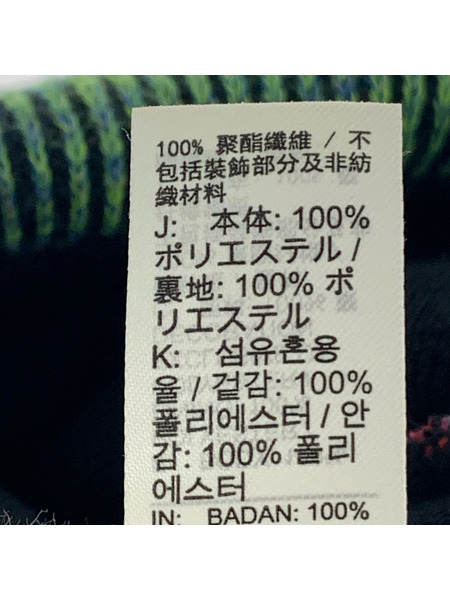 100% 聚酯纖維 / 不
包括裝飾部分及非紡
織材料
J: 本体: 100%
ポリエステル /
裏地: 100% ポ
リエステル
K: 섬유혼용
율 / 겉감: 100%
폴리에스터 / 안
감: 100% 폴리
에스터
IN: BADAN: 100%